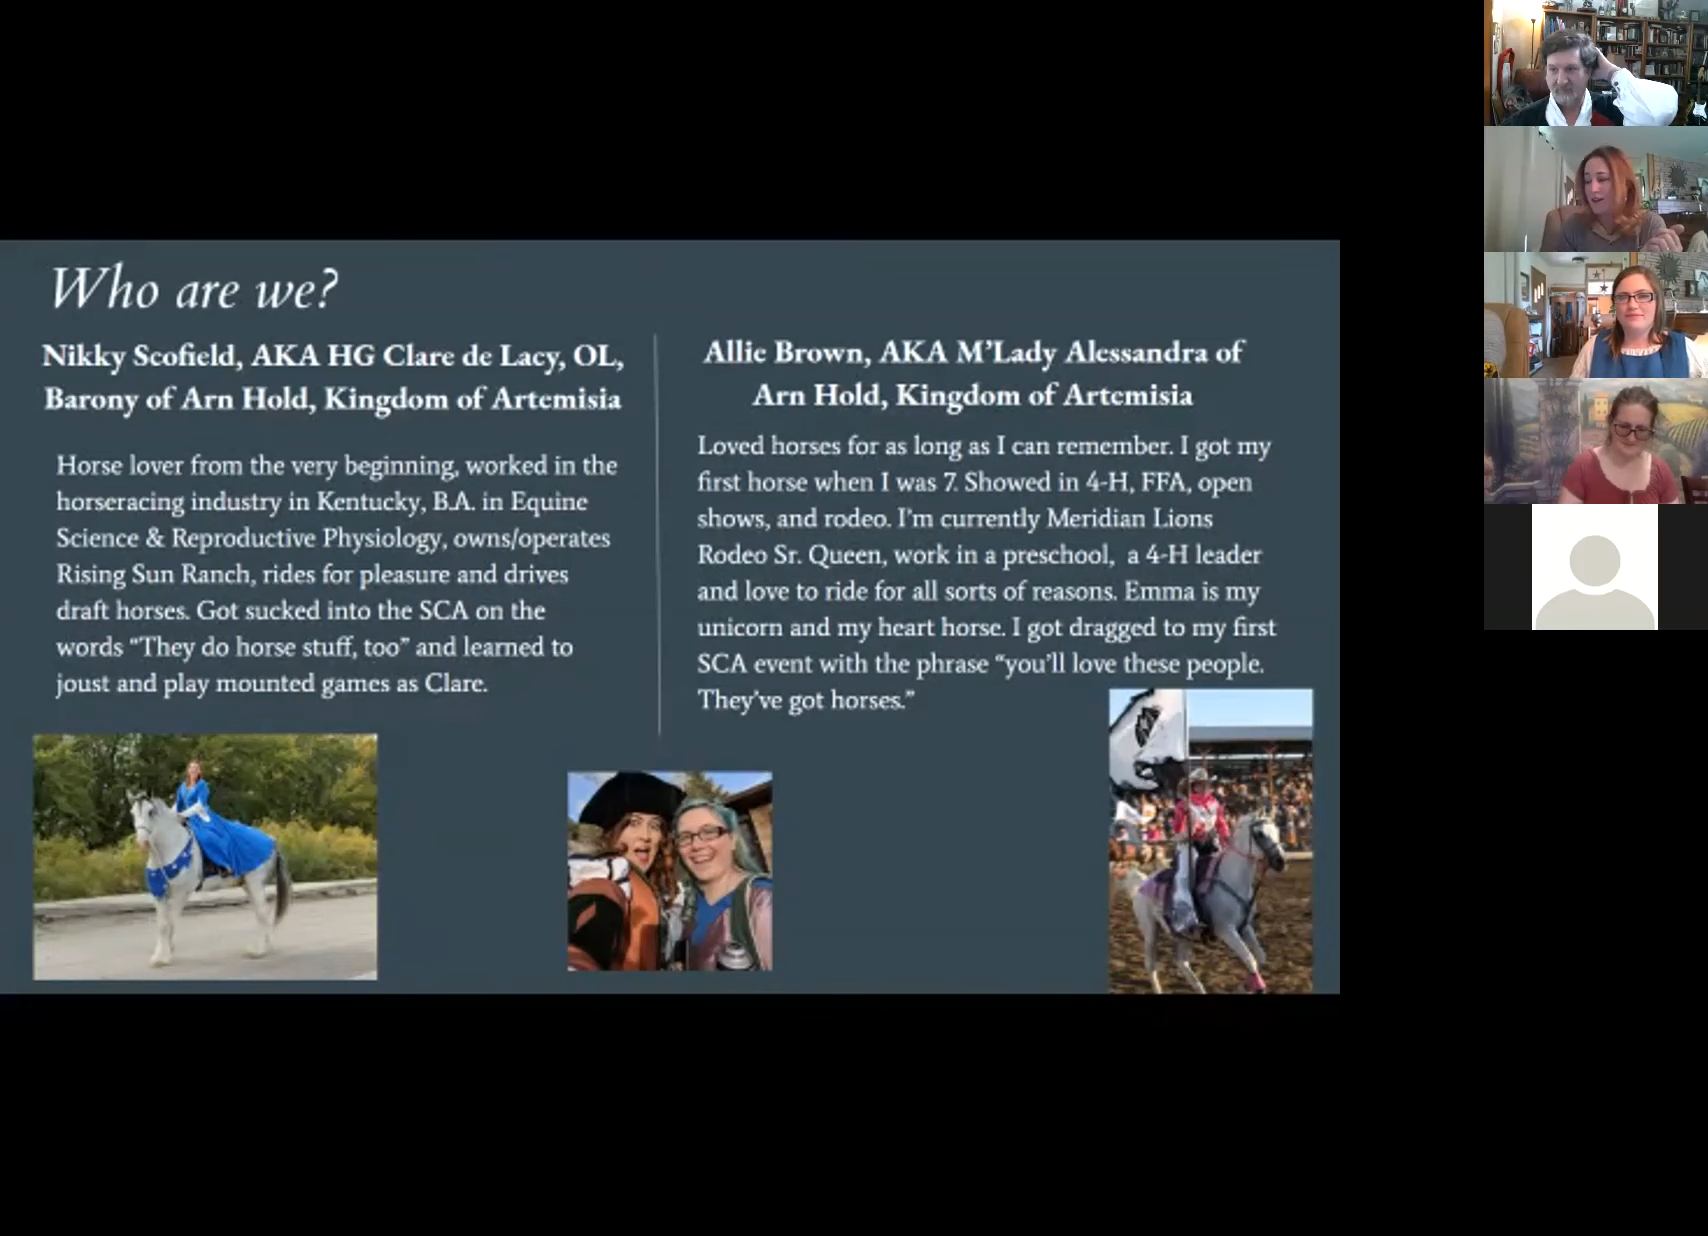 Who are we?
Nikky Scofield, AKA HG Clare de Lacy, OL,
Barony of Arn Hold, Kingdom of Artemisia
Horse lover from the very beginning, worked in the
horseracing industry in Kentucky, B.A. in Equine
Science & Reproductive Physiology, owns/operates
Rising Sun Ranch, rides for pleasure and drives
draft horses. Got sucked into the SCA on the
words “They do horse stuff, too” and learned to
joust and play mounted games as Clare.
Allie Brown, AKA M’Lady Alessandra of
Arn Hold, Kingdom of Artemisia
Loved horses for as long as I can remember. I got my
first horse when I was 7. Showed in 4-H, FFA, open
shows, and rodeo. I’m currently Meridian Lions
Rodeo Sr. Queen, work in a preschool, a 4-H leader
and love to ride for all sorts of reasons. Emma is my
unicorn and my heart horse. I got dragged to my first
SCA event with the phrase “you’ll love these people.
They’ve got horses.”